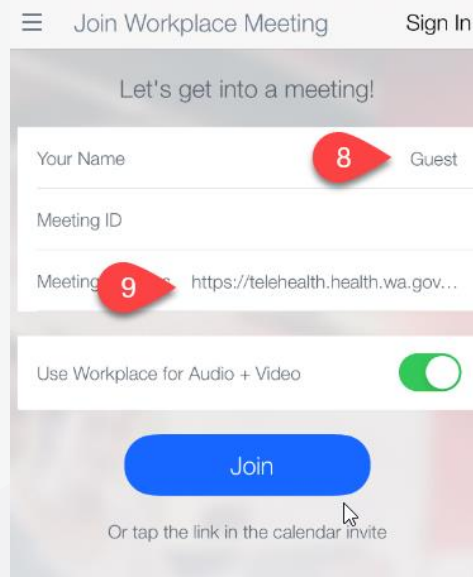 Join Workplace Meeting Sign In
Let's get into a meeting!
Your Name 8 Guest
Meeting ID
Meeting 9 https://telehealth.health.wa.gov...
Use Workplace for Audio + Video
Join
Or tap the link in the calendar invite